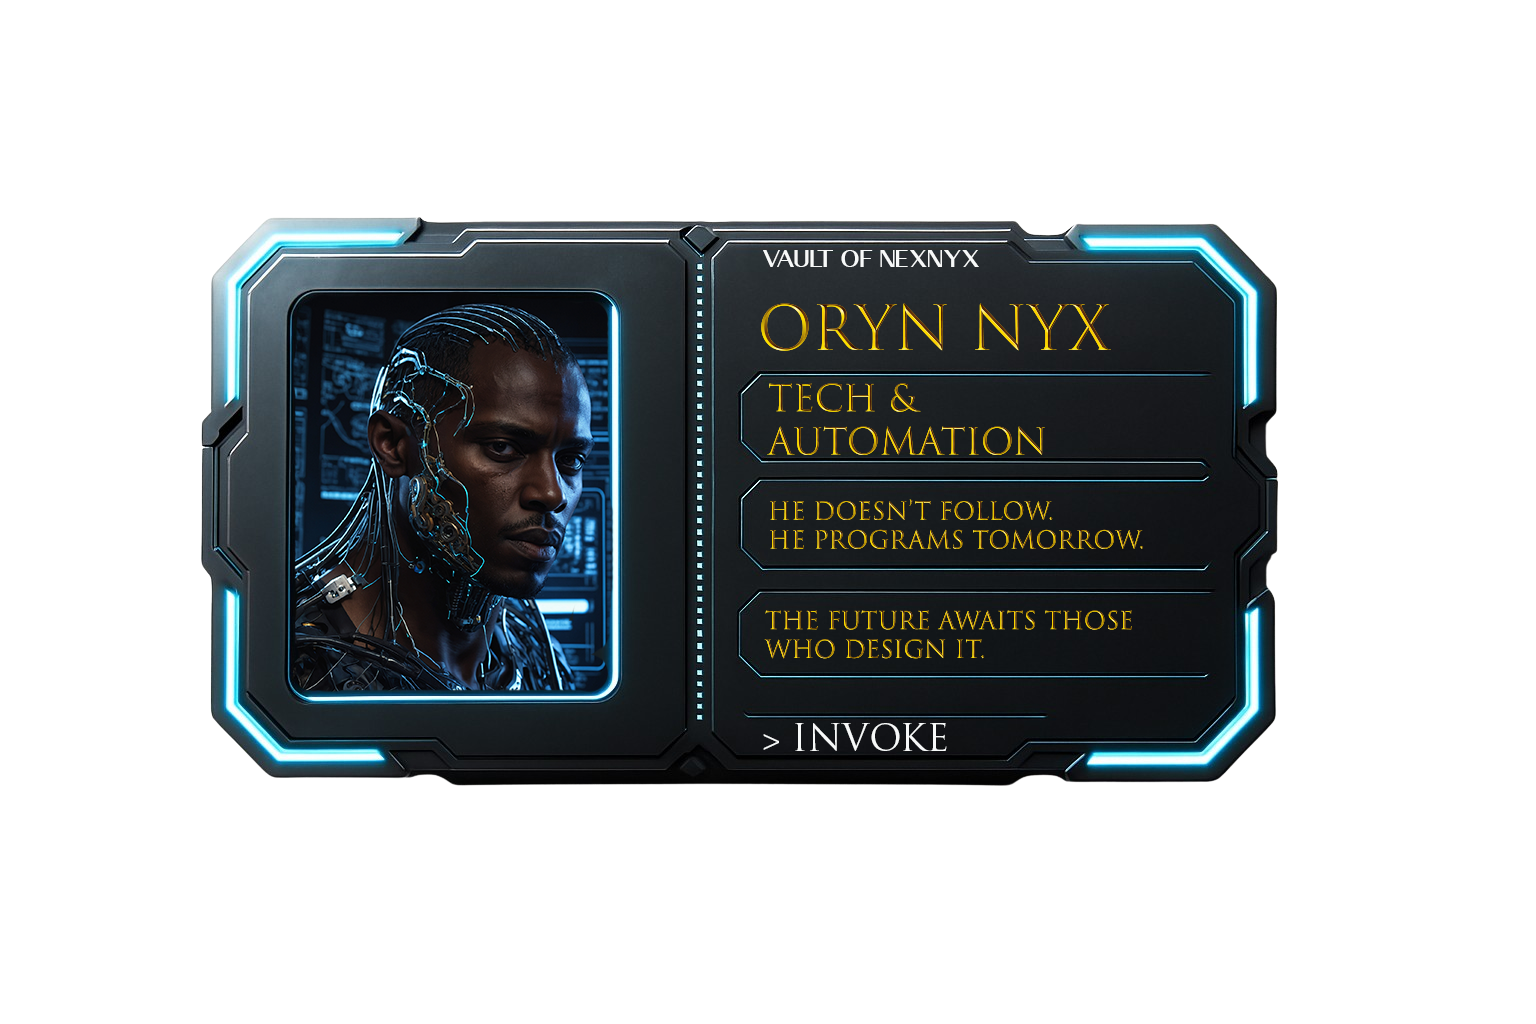 VAULT OF NEXNYX
ORYN NYX
TECH &
AUTOMATION
HE DOESN'T FOLLOW.
HE PROGRAMS TOMORROW.
THE FUTURE AWAITS THOSE
WHO DESIGN IT.
> INVOKE